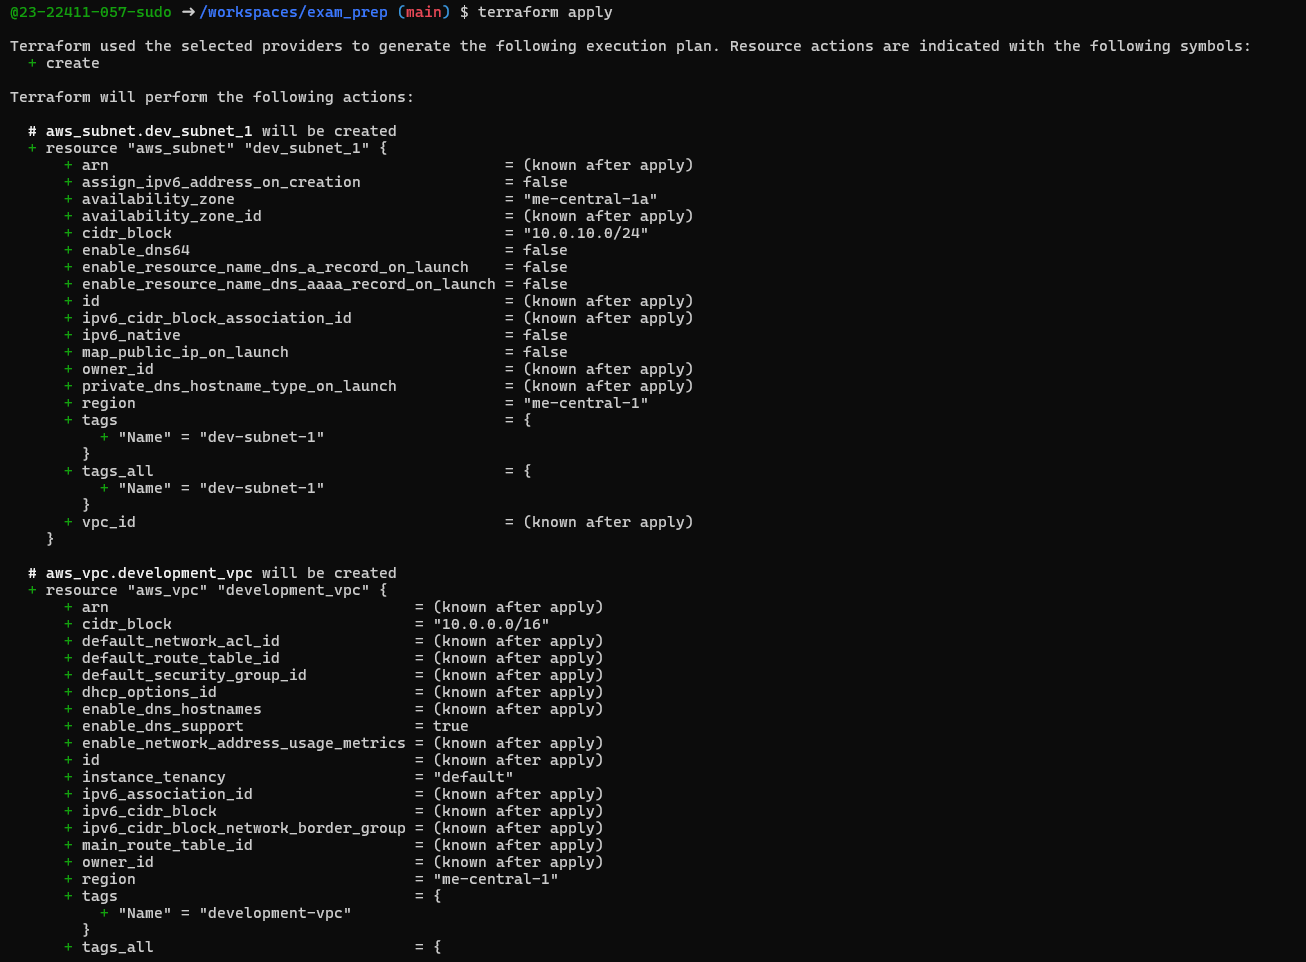 @23-22411-057-sudo → /workspaces/exam_prep (main) $ terraform apply
Terraform used the selected providers to generate the following execution plan. Resource actions are indicated with the following symbols:
+ create
Terraform will perform the following actions:
# aws_subnet.dev_subnet_1 will be created
+ resource "aws_subnet" "dev_subnet_1" {
+ arn = (known after apply)
+ assign_ipv6_address_on_creation = false
+ availability_zone = "me-central-1a"
+ availability_zone_id = (known after apply)
+ cidr_block = "10.0.10.0/24"
+ enable_dns64 = false
+ enable_resource_name_dns_a_record_on_launch = false
+ enable_resource_name_dns_aaaa_record_on_launch = false
+ id = (known after apply)
+ ipv6_cidr_block_association_id = (known after apply)
+ ipv6_native = false
+ map_public_ip_on_launch = false
+ owner_id = (known after apply)
+ private_dns_hostname_type_on_launch = (known after apply)
+ region = "me-central-1"
+ tags = {
+ "Name" = "dev-subnet-1"
}
+ tags_all = {
+ "Name" = "dev-subnet-1"
}
+ vpc_id = (known after apply)
}
# aws_vpc.development_vpc will be created
+ resource "aws_vpc" "development_vpc" {
+ arn = (known after apply)
+ cidr_block = "10.0.0.0/16"
+ default_network_acl_id = (known after apply)
+ default_route_table_id = (known after apply)
+ default_security_group_id = (known after apply)
+ dhcp_options_id = (known after apply)
+ enable_dns_hostnames = (known after apply)
+ enable_dns_support = true
+ enable_network_address_usage_metrics = (known after apply)
+ id = (known after apply)
+ instance_tenancy = "default"
+ ipv6_association_id = (known after apply)
+ ipv6_cidr_block = (known after apply)
+ ipv6_cidr_block_network_border_group = (known after apply)
+ main_route_table_id = (known after apply)
+ owner_id = (known after apply)
+ region = "me-central-1"
+ tags = {
+ "Name" = "development-vpc"
}
+ tags_all = {